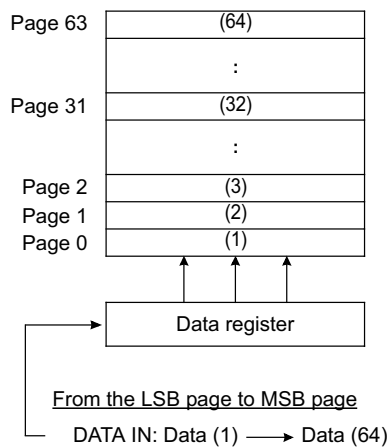 Page 63 (64)
:
Page 31 (32)
:
Page 2 (3)
Page 1 (2)
Page 0 (1)
Data register
From the LSB page to MSB page
DATA IN: Data (1) ⟶ Data (64)